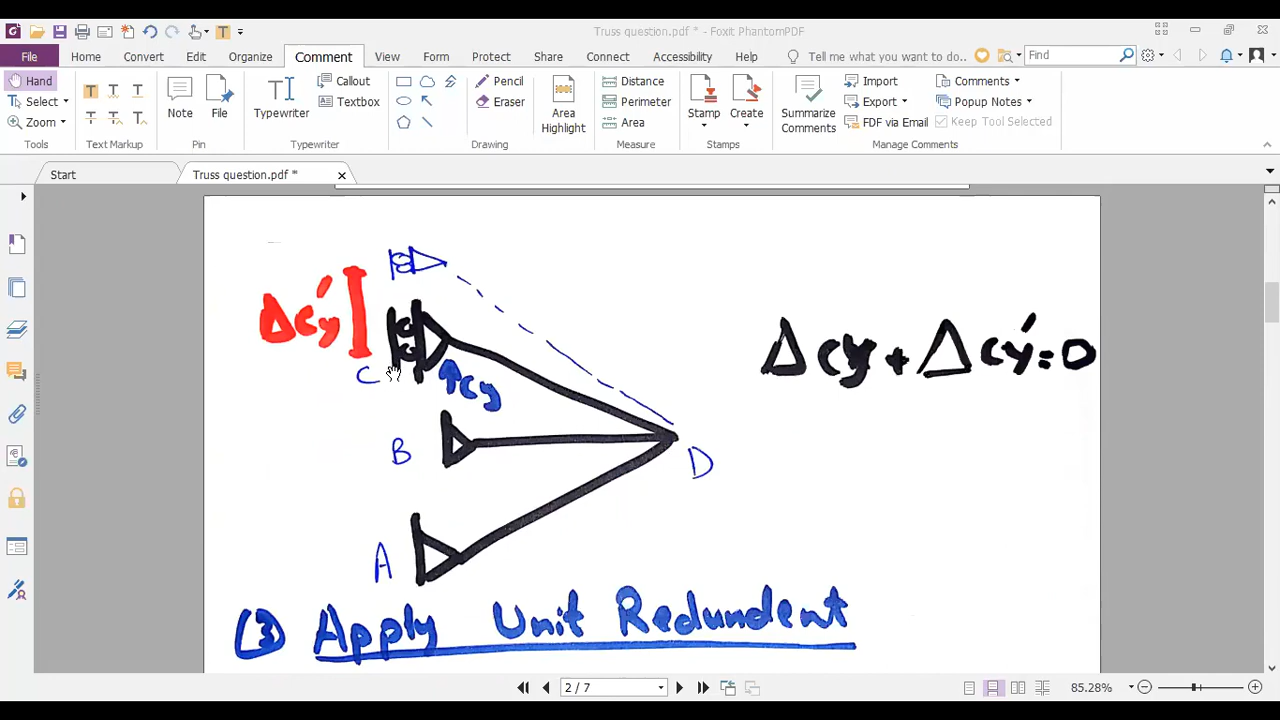 Truss question.pdf * - Foxit PhantomPDF
File Home Convert Edit Organize Comment View Form Protect Share Connect Accessibility Help Tell me what you want to do... Find
Hand
Select
Zoom
Tools
Text Markup
Note
File
Pin
Typewriter
Callout
Textbox
Typewriter
Pencil
Eraser
Area
Highlight
Drawing
Distance
Perimeter
Area
Measure
Stamp
Create
Stamps
Summarize
Comments
Import
Export
FDF via Email
Comments
Popup Notes
Keep Tool Selected
Manage Comments
Start
Truss question.pdf *
ΔCy'
C
Cy
B
D
A
ΔCy + ΔCy' = 0
(3) Apply Unit Redundent
2 / 7
85.28%